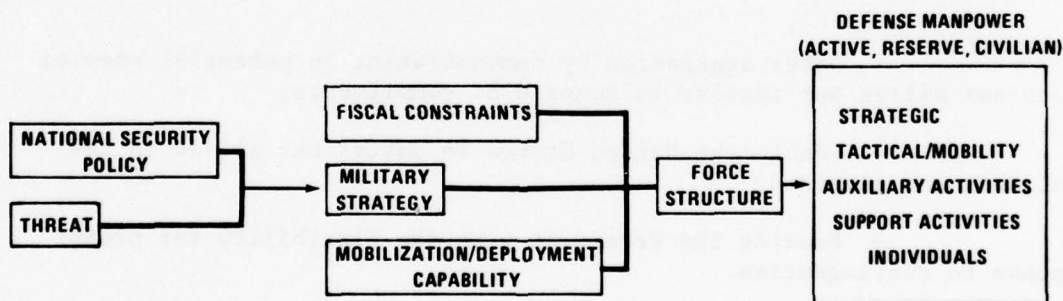 DEFENSE MANPOWER
(ACTIVE, RESERVE, CIVILIAN)
NATIONAL SECURITY
POLICY
THREAT
FISCAL CONSTRAINTS
MILITARY
STRATEGY
MOBILIZATION/DEPLOYMENT
CAPABILITY
FORCE
STRUCTURE
STRATEGIC
TACTICAL/MOBILITY
AUXILIARY ACTIVITIES
SUPPORT ACTIVITIES
INDIVIDUALS